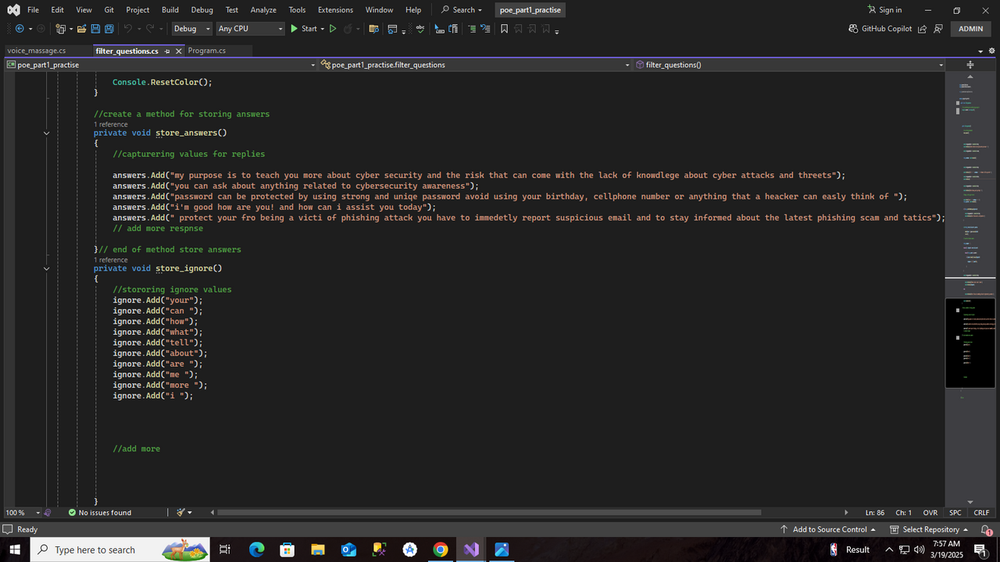 File Edit View Git Project Build Debug Test Analyze Tools Extensions Window Help Search poe_part1_practise Sign in
Debug Any CPU Start GitHub Copilot ADMIN
voice_massage.cs filter_questions.cs Program.cs
poe_part1_practise poe_part1_practise.filter_questions filter_questions()
Console.ResetColor();
}
//create a method for storing answers
1 reference
private void store_answers()
{
//capturering values for replies
answers.Add("my purpose is to teach you more about cyber security and the risk that can come with the lack of knowdlege about cyber attacks and threets");
answers.Add("you can ask about anything related to cybersecurity awareness");
answers.Add("password can be protected by using strong and uniqe password avoid using your birthday, cellphone number or anything that a heacker can easly think of ");
answers.Add("i'm good how are you! and how can i assist you today");
answers.Add(" protect your fro being a victi of phishing attack you have to immedetly report suspicious email and to stay informed about the latest phishing scam and tatics");
// add more respnse
}// end of method store answers
1 reference
private void store_ignore()
{
//stororing ignore values
ignore.Add("your");
ignore.Add("can ");
ignore.Add("how");
ignore.Add("what");
ignore.Add("tell");
ignore.Add("about");
ignore.Add("are ");
ignore.Add("me ");
ignore.Add("more ");
ignore.Add("i ");
//add more
}
100 % No issues found Ln: 86 Ch: 1 OVR SPC CRLF
Ready Add to Source Control Select Repository 1
Type here to search Result 7:57 AM
3/19/2025 1